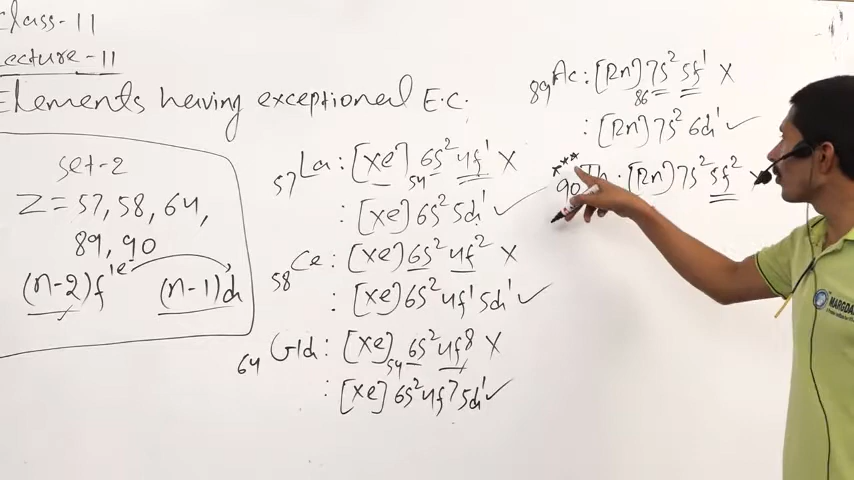 Class-11
Lecture-11
Elements having exceptional E.C.
set-2
Z = 57, 58, 64,
89, 90
(n-2)f 1e- (n-1)d
57La : [Xe] 54 6s² 4f¹ X
: [Xe] 6s² 5d¹ ✓
58Ce : [Xe] 6s² 4f² X
: [Xe] 6s² 4f¹ 5d¹ ✓
64Gd : [Xe] 54 6s² 4f8 X
: [Xe] 6s² 4f7 5d¹ ✓
89Ac : [Rn] 86 7s² 5f¹ X
: [Rn] 7s² 6d¹ ✓
***
90Th : [Rn] 7s² 5f² X